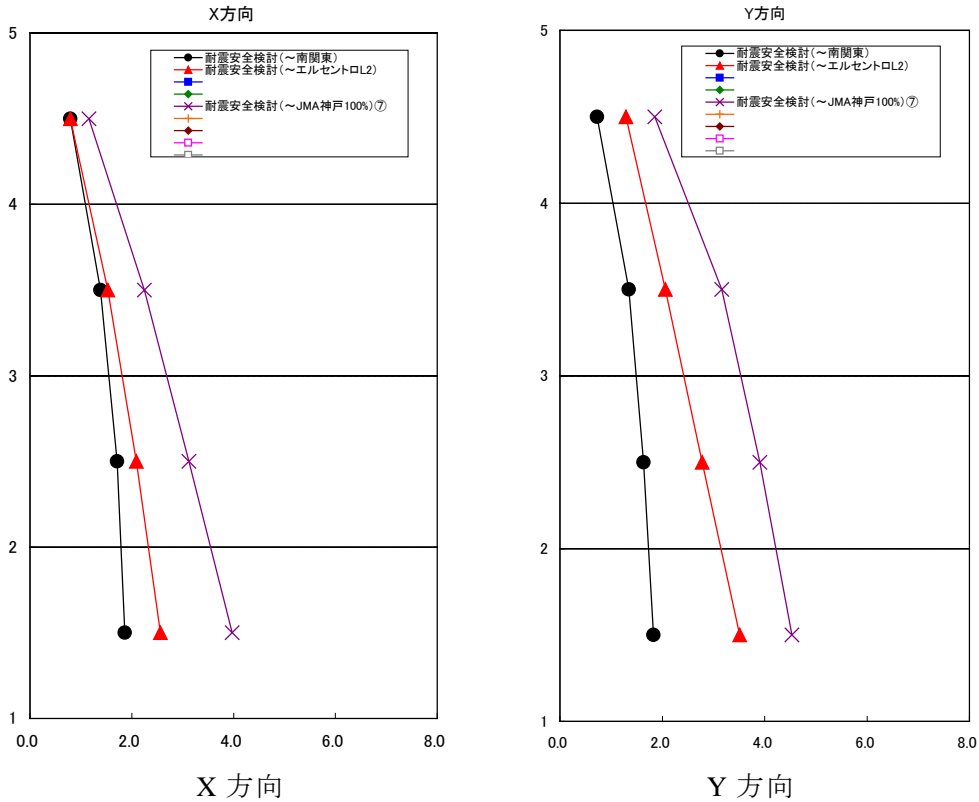 X方向
5
4
3
2
1
0.0 2.0 4.0 6.0 8.0
耐震安全検討(~南関東)
耐震安全検討(~エルセントロL2)
耐震安全検討(~JMA神戸100%)⑦
X 方向
Y方向
5
4
3
2
1
0.0 2.0 4.0 6.0 8.0
耐震安全検討(~南関東)
耐震安全検討(~エルセントロL2)
耐震安全検討(~JMA神戸100%)⑦
Y 方向